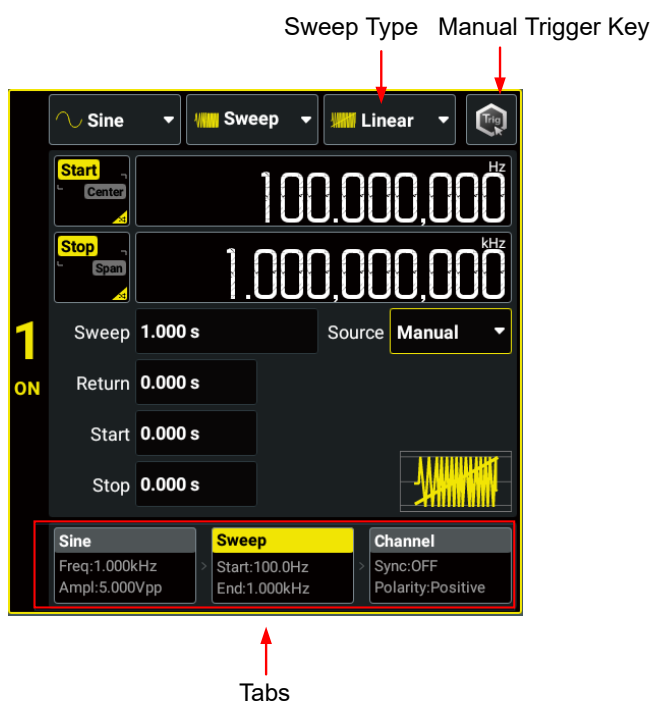 Sweep Type Manual Trigger Key
Sine Sweep Linear Trig
Start
Center
100.000,000 Hz
Stop
Span
1.000,000,000 kHz
1
ON
Sweep 1.000 s Source Manual
Return 0.000 s
Start 0.000 s
Stop 0.000 s
Sine Sweep Channel
Freq:1.000kHz > Start:100.0Hz > Sync:OFF
Ampl:5.000Vpp End:1.000kHz Polarity:Positive
Tabs